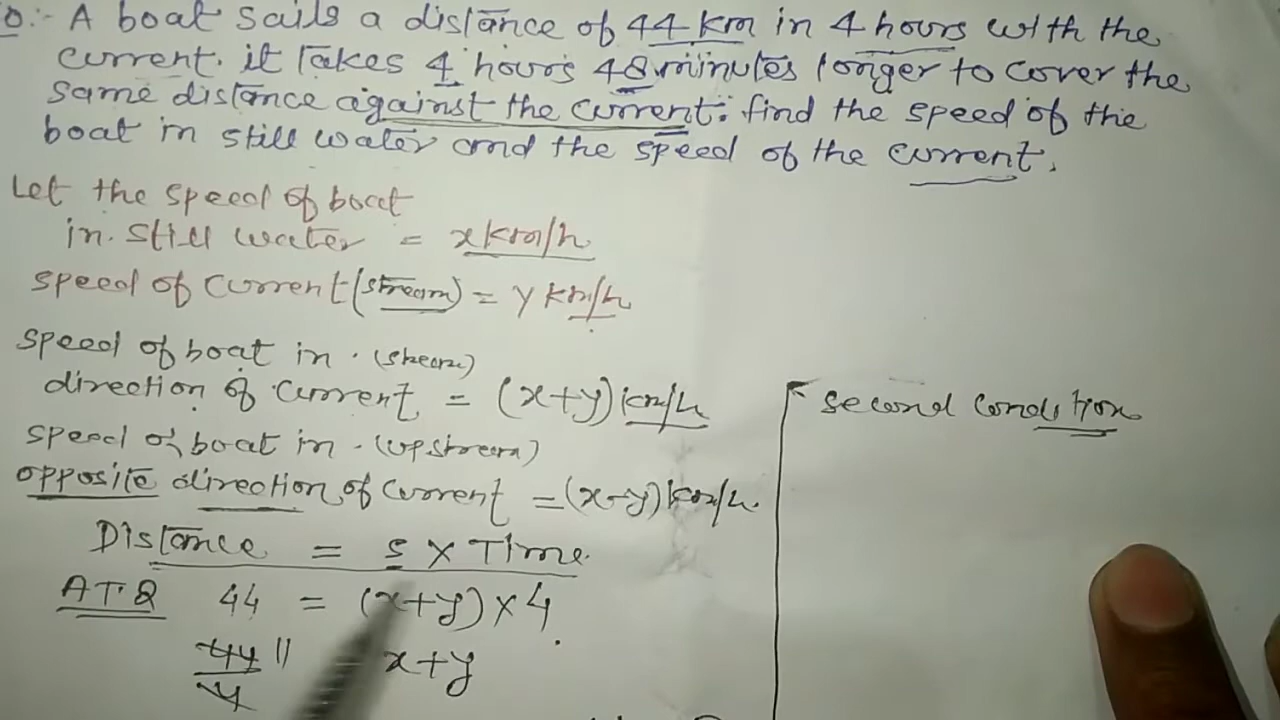 Q:- A boat sails a distance of 44 km in 4 hours with the
current. it takes 4 hours 48 minutes longer to cover the
same distance against the current. find the speed of the
boat in still water and the speed of the current.
Let the speed of boat
in still water = x km/h
speed of current (stream) = y km/h
speed of boat in
direction of current = (x+y) km/h
speed of boat in (upstream)
opposite direction of current = (x-y) km/h.
Distance = S x Time
ATQ 44 = (x+y) x 4
44/4 11 = x+y
second condition